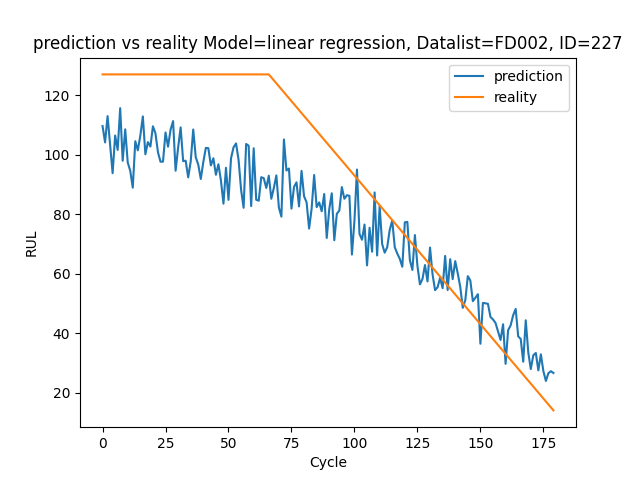 prediction vs reality Model=linear regression, Datalist=FD002, ID=227
prediction
reality
120
100
80
60
40
20
RUL
0
25
50
75
100
125
150
175
Cycle